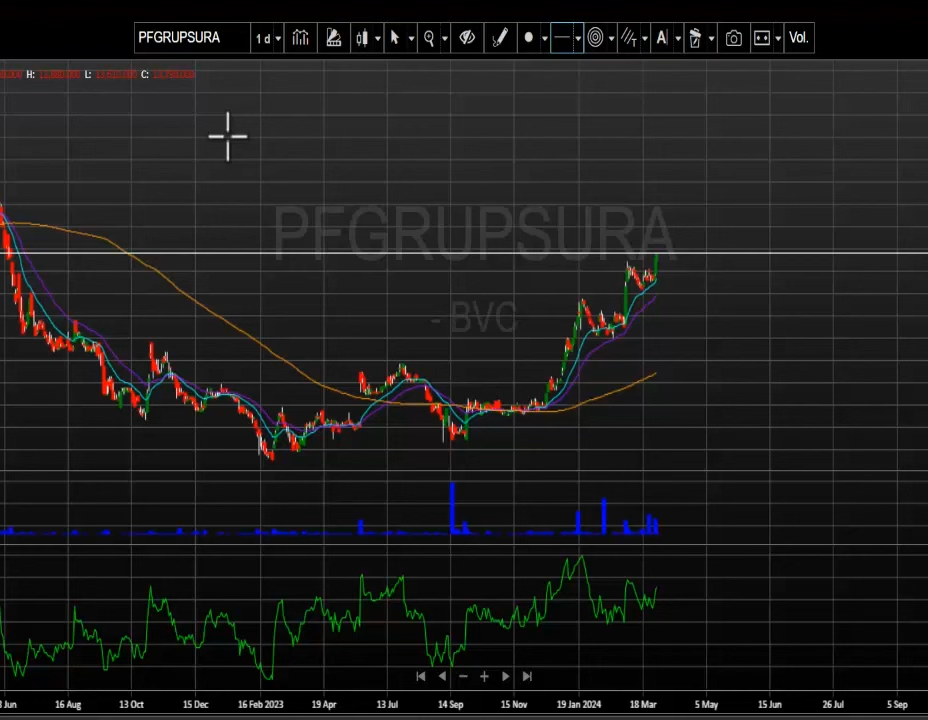 PFGRUPSURA 1 d A Vol.
H: L: C:
PFGRUPSURA
- BVC
Jun 16 Aug 13 Oct 15 Dec 16 Feb 2023 19 Apr 13 Jul 14 Sep 15 Nov 19 Jan 2024 18 Mar 5 May 15 Jun 26 Jul 5 Sep